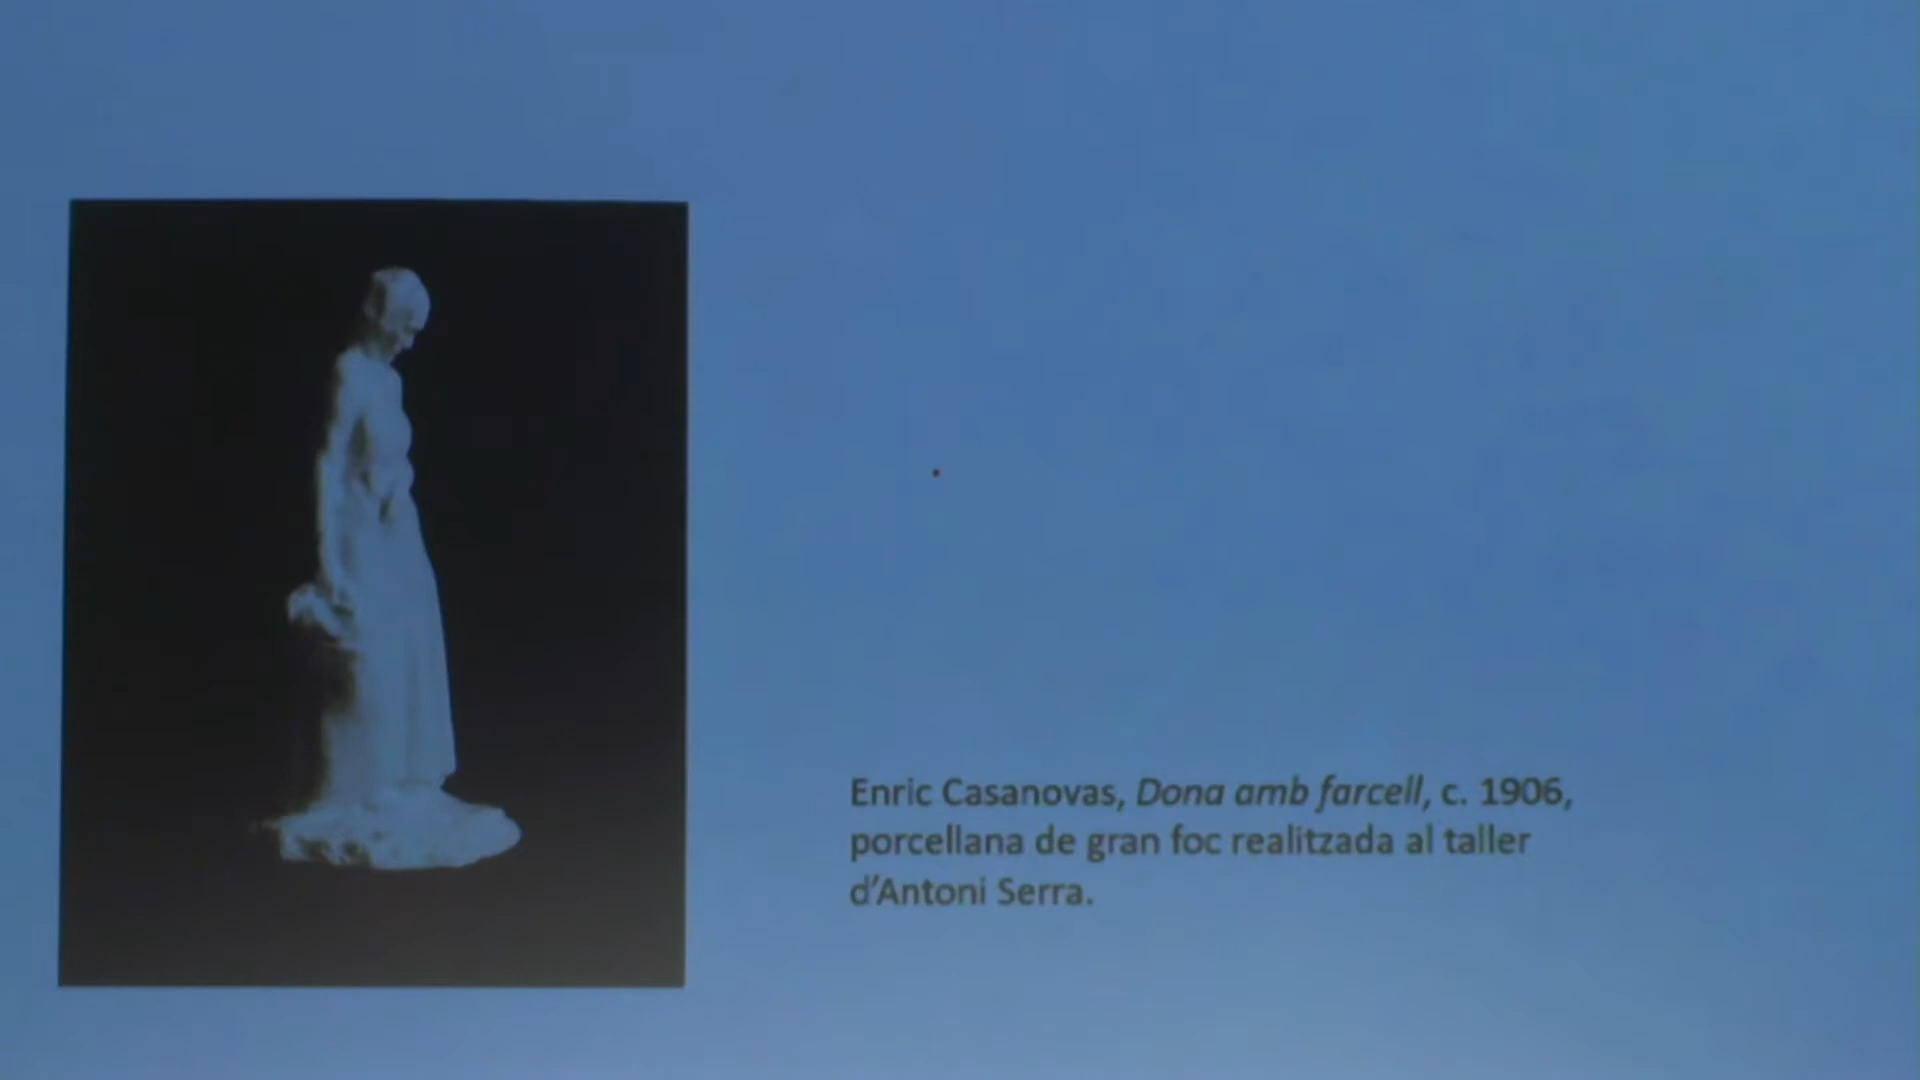 Enric Casanovas, Dona amb farcell, c. 1906,
porcellana de gran foc realitzada al taller
d’Antoni Serra.